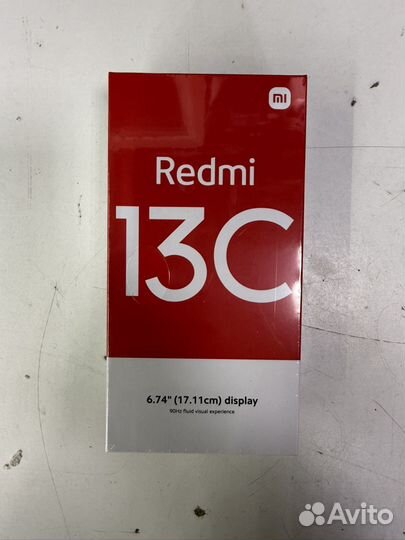 mi
Redmi
13C
6.74" (17.11cm) display
90Hz fluid visual experience
Avito